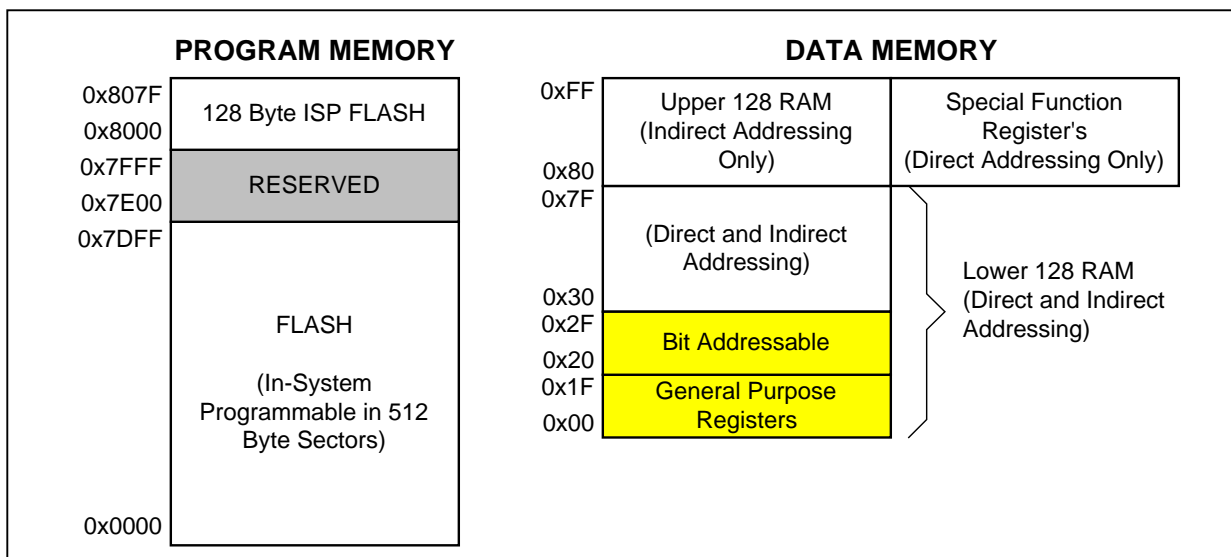 PROGRAM MEMORY
0x807F
128 Byte ISP FLASH
0x8000
0x7FFF
RESERVED
0x7E00
0x7DFF
FLASH
(In-System
Programmable in 512
Byte Sectors)
0x0000
DATA MEMORY
0xFF
Upper 128 RAM
(Indirect Addressing
Only)
0x80
Special Function
Register's
(Direct Addressing Only)
0x7F
(Direct and Indirect
Addressing)
0x30
0x2F
Bit Addressable
0x20
0x1F
General Purpose
Registers
0x00
Lower 128 RAM
(Direct and Indirect
Addressing)